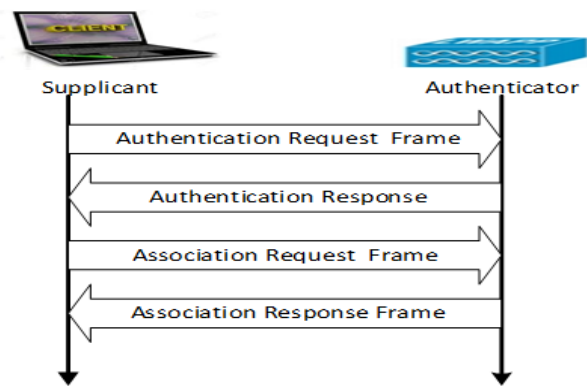 CLIENT
Supplicant
Authenticator
Authentication Request Frame
Authentication Response
Association Request Frame
Association Response Frame